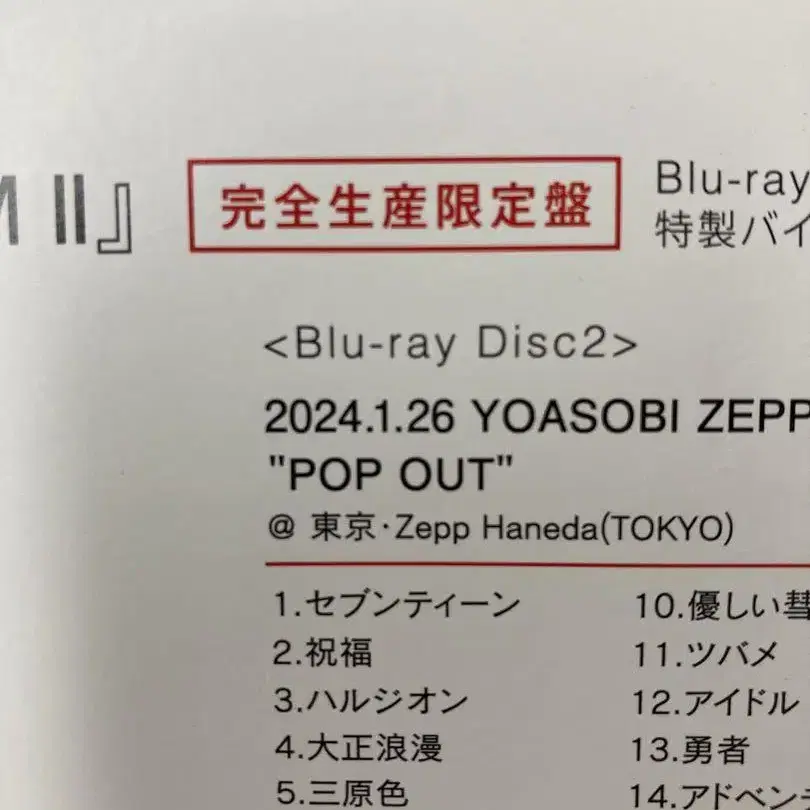 M II』
完全生産限定盤
Blu-ray
特製バイ
<Blu-ray Disc2>
2024.1.26 YOASOBI ZEPP
"POP OUT"
@ 東京・Zepp Haneda(TOKYO)
1.セブンティーン
2.祝福
3.ハルジオン
4.大正浪漫
5.三原色
10.優しい彗
11.ツバメ
12.アイドル
13.勇者
14.アドベン